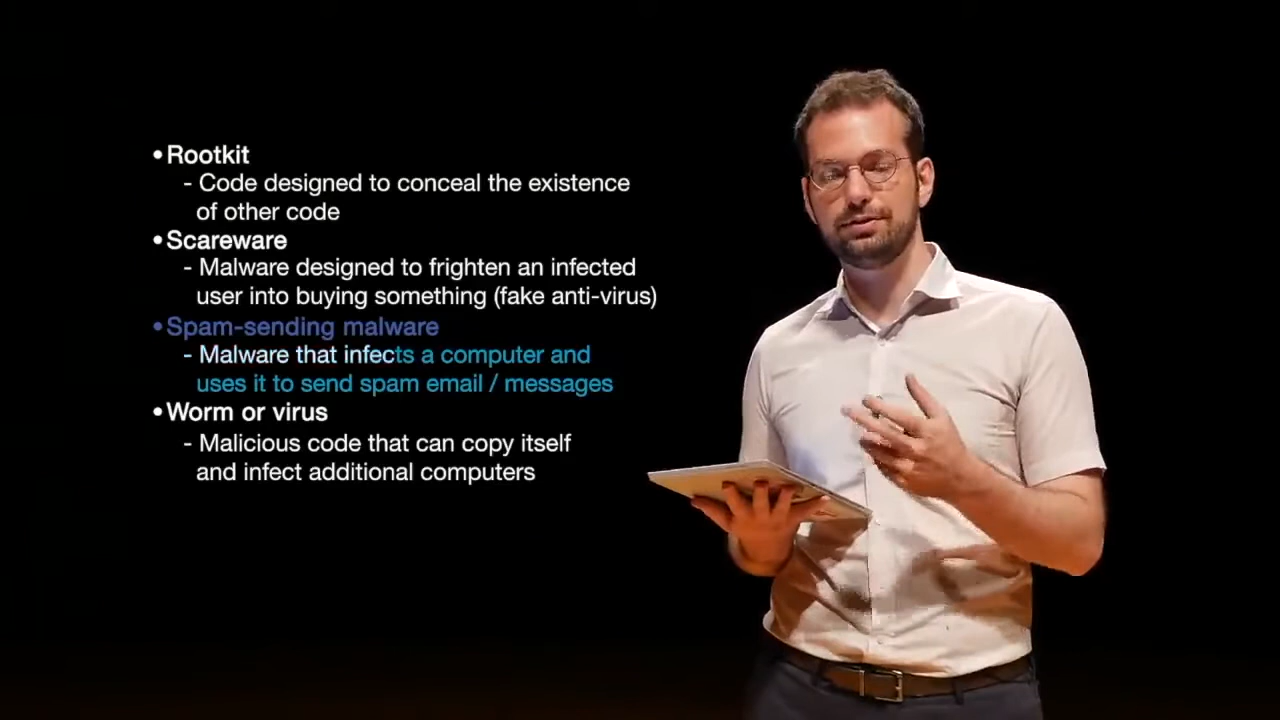 •Rootkit
- Code designed to conceal the existence
of other code
•Scareware
- Malware designed to frighten an infected
user into buying something (fake anti-virus)
•Spam-sending malware
- Malware that infects a computer and
uses it to send spam email / messages
•Worm or virus
- Malicious code that can copy itself
and infect additional computers